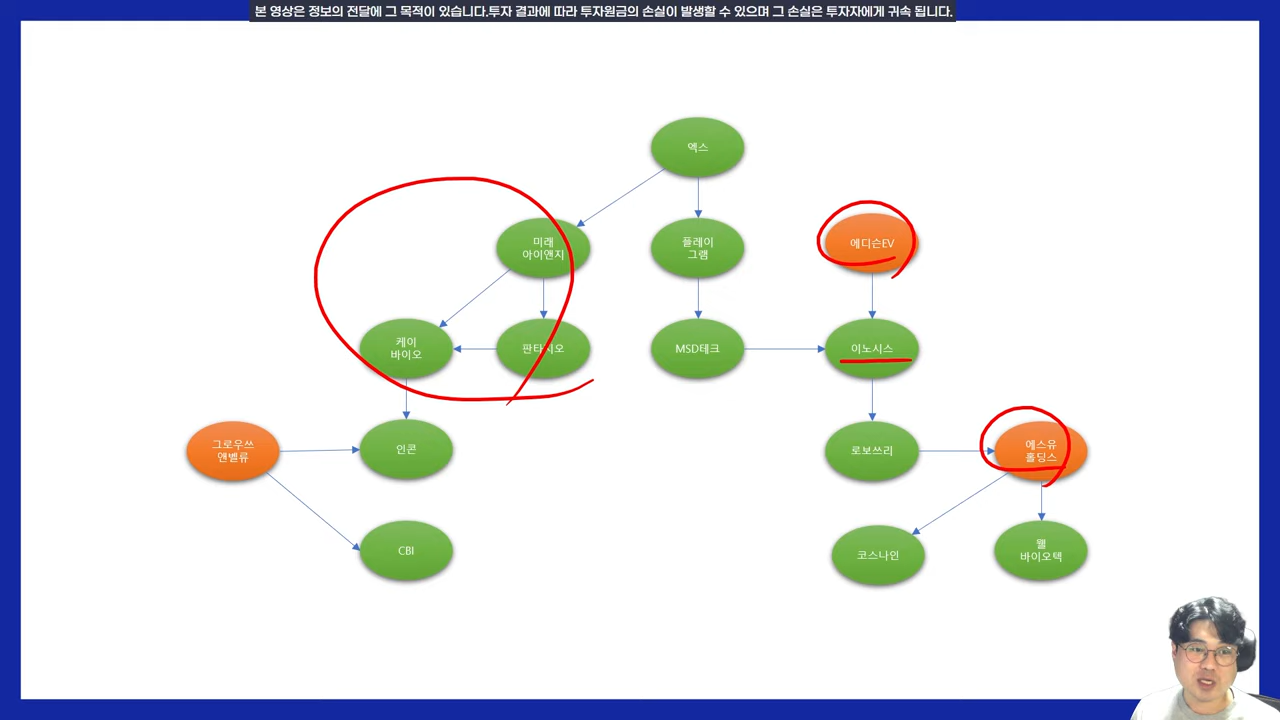 본 영상은 정보의 전달에 그 목적이 있습니다.투자 결과에 따라 투자원금의 손실이 발생할 수 있으며 그 손실은 투자자에게 귀속 됩니다.
엑스
미래
아이앤지
플레이
그램
에디슨EV
케이
바이오
판타지오
MSD테크
이노시스
그로우쓰
앤밸류
인콘
로보쓰리
에스유
홀딩스
CBI
코스나인
웰
바이오텍